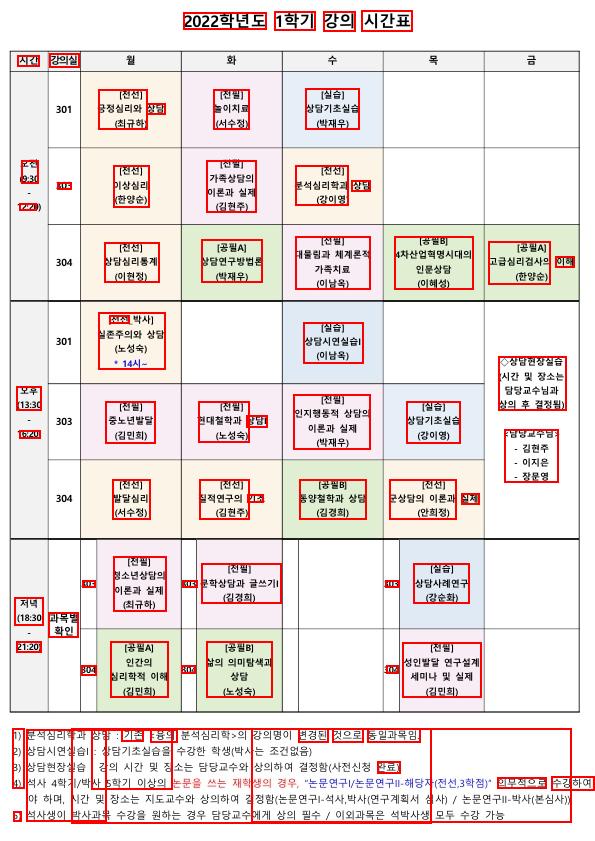 2022학년도 1학기 강의 시간표
시간 강의실 월 화 수 목 금
오전
(9:30
-
12:20)
301
[전선]
긍정심리와 상담
(최규하)
[전필]
놀이치료
(서수정)
[실습]
상담기초실습
(박재우)
303
[전선]
이상심리
(한양순)
[전필]
가족상담의
이론과 실제
(김현주)
[전선]
분석심리학과 상담
(강이영)
304
[전선]
상담심리통계
(이현정)
[공필A]
상담연구방법론
(박재우)
[전필]
대물림과 체계론적
가족치료
(이남옥)
[공필B]
4차산업혁명시대의
인문상담
(이혜성)
[공필A]
고급심리검사의 이해
(한양순)
오후
(13:30
-
16:20)
301
[전선 박사]
실존주의와 상담
(노성숙)
* 14시~
[실습]
상담시연실습I
(이남옥)
303
[전필]
중노년발달
(김민희)
[전필]
현대철학과 상담I
(노성숙)
[전필]
인지행동적 상담의
이론과 실제
(박재우)
[실습]
상담기초실습
(강이영)
304
[전선]
발달심리
(서수정)
[전필]
질적연구의 기초
(김현주)
[공필B]
동양철학과 상담
(김경희)
[전선]
군상담의 이론과 실제
(안희정)
◇상담현장실습
(시간 및 장소는
담당교수님과
상의 후 결정됨)
<담당교수님>
- 김현주
- 이지은
- 장문영
저녁
(18:30
-
21:20)
과목별
확인
303
[전필]
청소년상담의
이론과 실제
(최규하)
303
[전필]
문학상담과 글쓰기I
(김경희)
303
[실습]
상담사례연구
(강순화)
304
[공필A]
인간의
심리학적 이해
(김민희)
304
[공필B]
삶의 의미탐색과
상담
(노성숙)
304
[전필]
성인발달 연구설계
세미나 및 실제
(김민희)
1) 분석심리학과 상담 : 기존 <융의 분석심리학>의 강의명이 변경된 것으로 동일과목임.
2) 상담시연실습I : 상담기초실습을 수강한 학생(박사는 조건없음)
3) 상담현장실습 강의 시간 및 장소는 담당교수와 상의하여 결정함(사전신청 완료)
4) 석사 4학기/박사 5학기 이상의 논문을 쓰는 재학생의 경우, "논문연구I/논문연구II-해당자(전선,3학점)" 의무적으로 수강하여
야 하며, 시간 및 장소는 지도교수와 상의하여 결정함(논문연구I-석사,박사(연구계획서 심사) / 논문연구II-박사(본심사))
5) 석사생이 박사과목 수강을 원하는 경우 담당교수에게 상의 필수 / 이외과목은 석박사생 모두 수강 가능